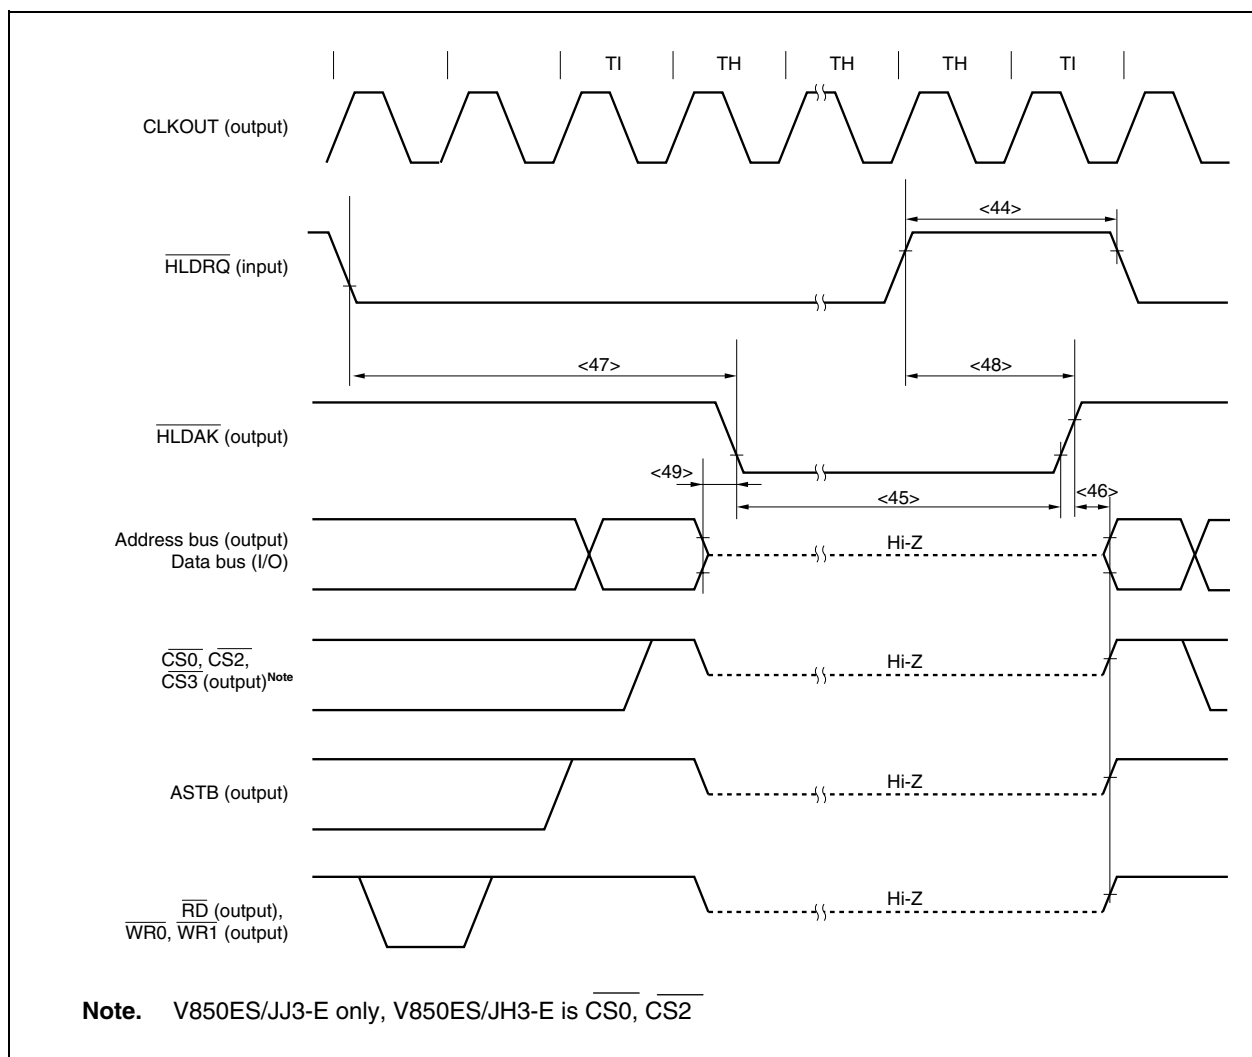 TI TH TH TH TI
CLKOUT (output)
<44>
HLDRQ (input)
<47> <48>
HLDAK (output)
<49>
<45> <46>
Address bus (output)
Data bus (I/O)
Hi-Z
CS0, CS2,
CS3 (output)Note
Hi-Z
ASTB (output)
Hi-Z
RD (output),
WR0, WR1 (output)
Hi-Z
Note. V850ES/JJ3-E only, V850ES/JH3-E is CS0, CS2